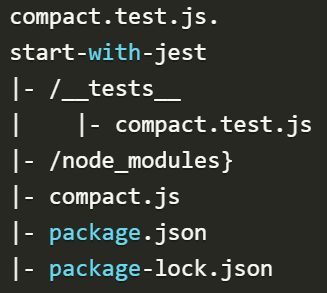 compact.test.js.
start-with-jest
|- /__tests__
|    |- compact.test.js
|- /node_modules}
|- compact.js
|- package.json
|- package-lock.json